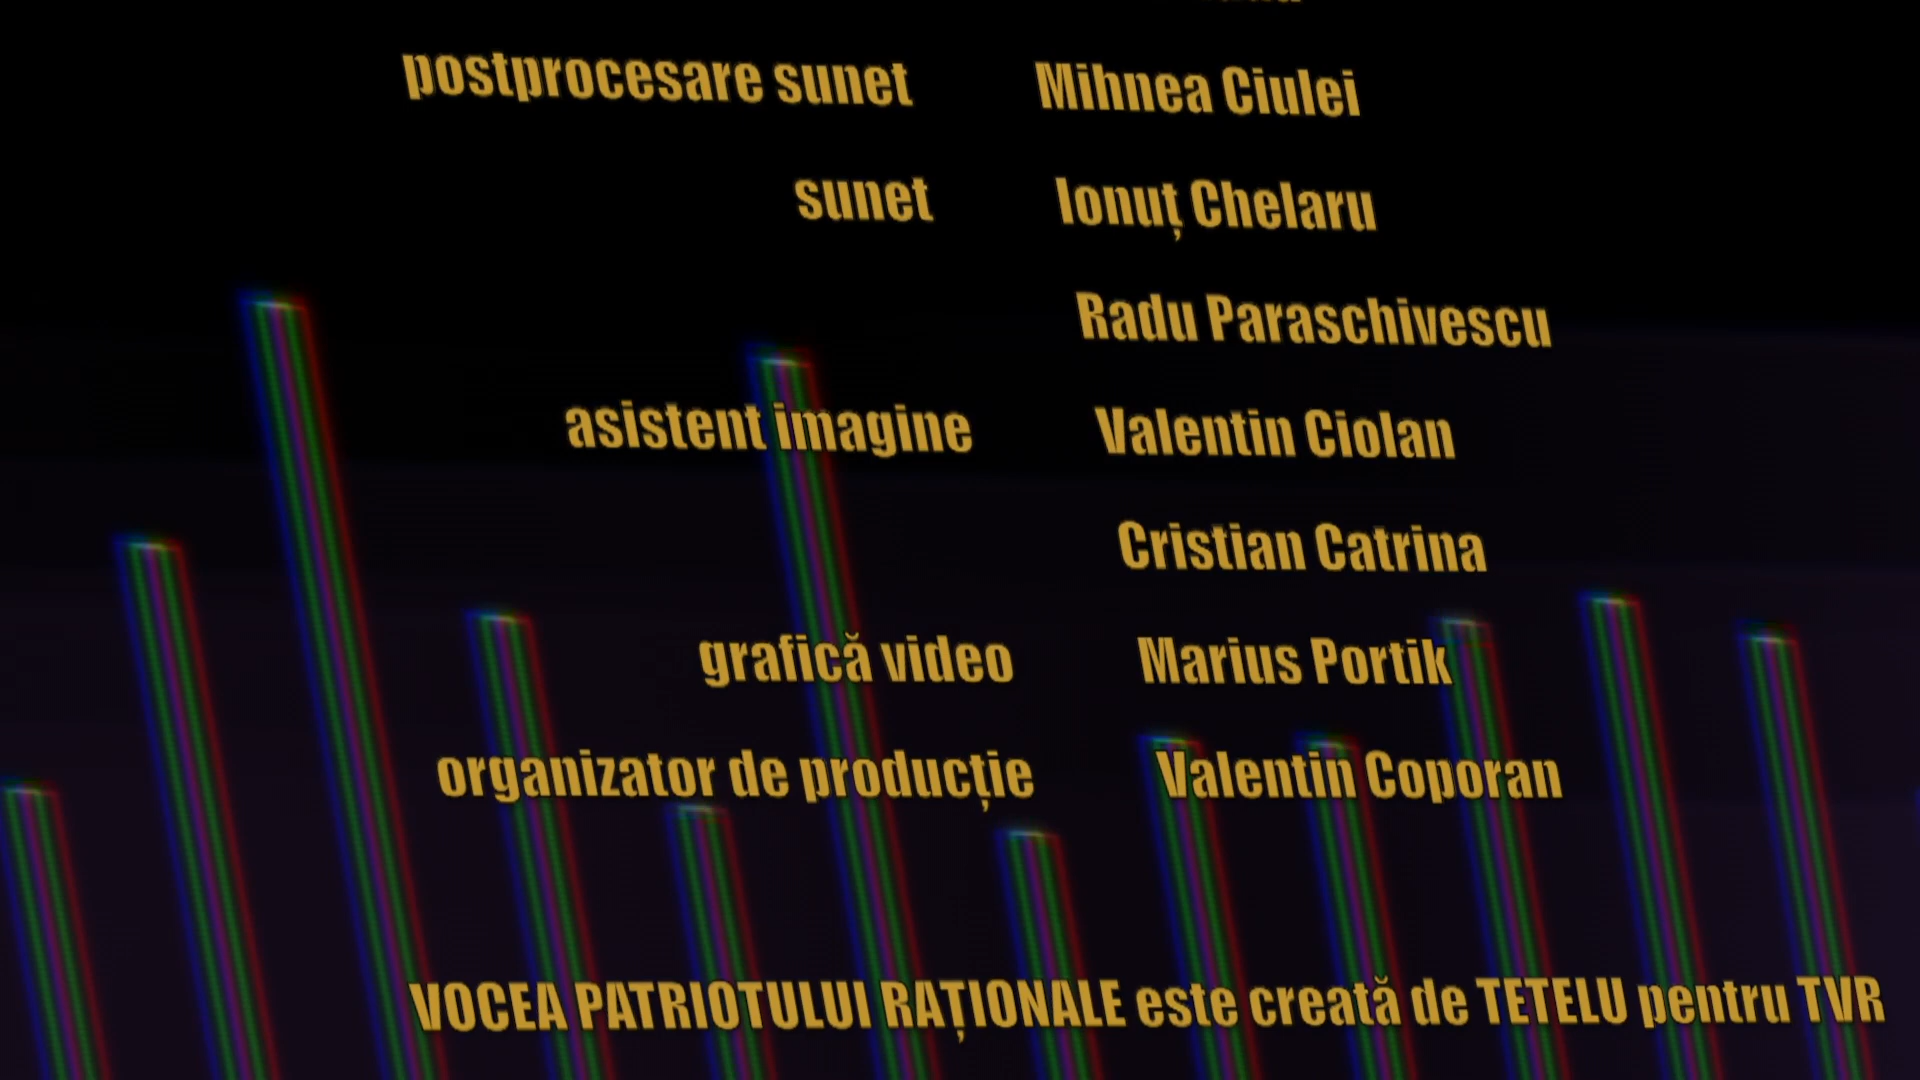 postprocesare sunet Mihnea Ciulei
sunet Ionuț Chelaru
Radu Paraschivescu
asistent imagine Valentin Ciolan
Cristian Catrina
grafică video Marius Portik
organizator de producție Valentin Coporan
VOCEA PATRIOTULUI RAȚIONALE este creată de TETELU pentru TVR